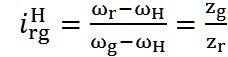 i_rg^H = (ω_r−ω_H)/(ω_g−ω_H) = z_g/z_r